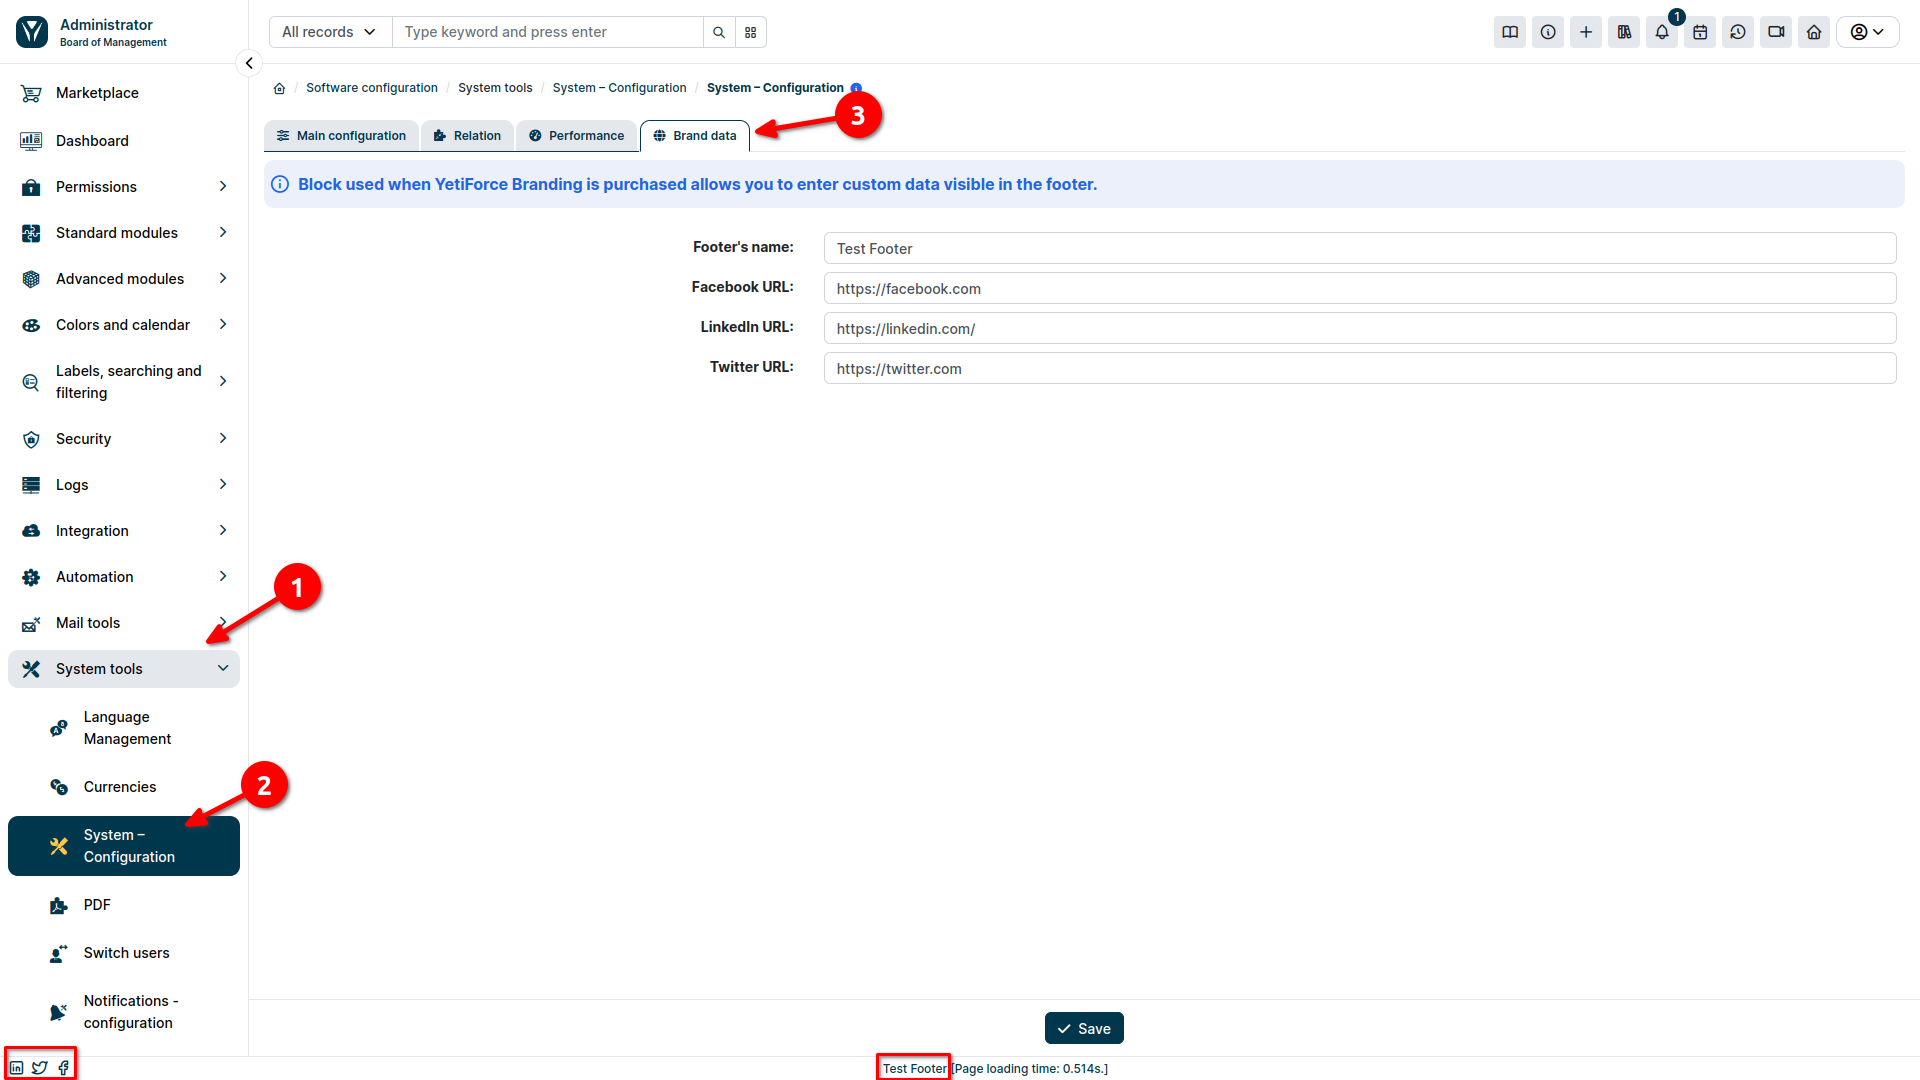 Administrator
Board of Management
All records
Type keyword and press enter
1
Marketplace
Dashboard
Permissions
Standard modules
Advanced modules
Colors and calendar
Labels, searching and
filtering
Security
Logs
Integration
Automation
Mail tools
System tools
Language
Management
Currencies
System –
Configuration
PDF
Switch users
Notifications -
configuration
1
2
/ Software configuration / System tools / System – Configuration / System – Configuration
3
Main configuration
Relation
Performance
Brand data
Block used when YetiForce Branding is purchased allows you to enter custom data visible in the footer.
Footer's name:
Test Footer
Facebook URL:
https://facebook.com
LinkedIn URL:
https://linkedin.com/
Twitter URL:
https://twitter.com
Save
Test Footer [Page loading time: 0.514s.]